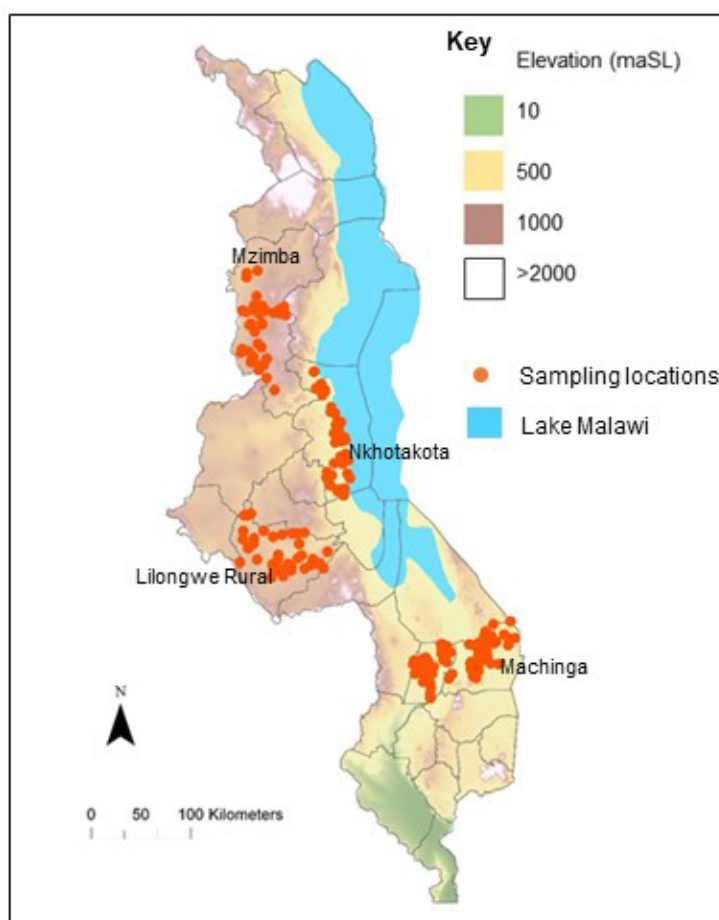 Key
Elevation (maSL)
10
500
1000
>2000
Sampling locations
Lake Malawi
Mzimba
Nkhotakota
Lilongwe Rural
Machinga
N
0 50 100 Kilometers